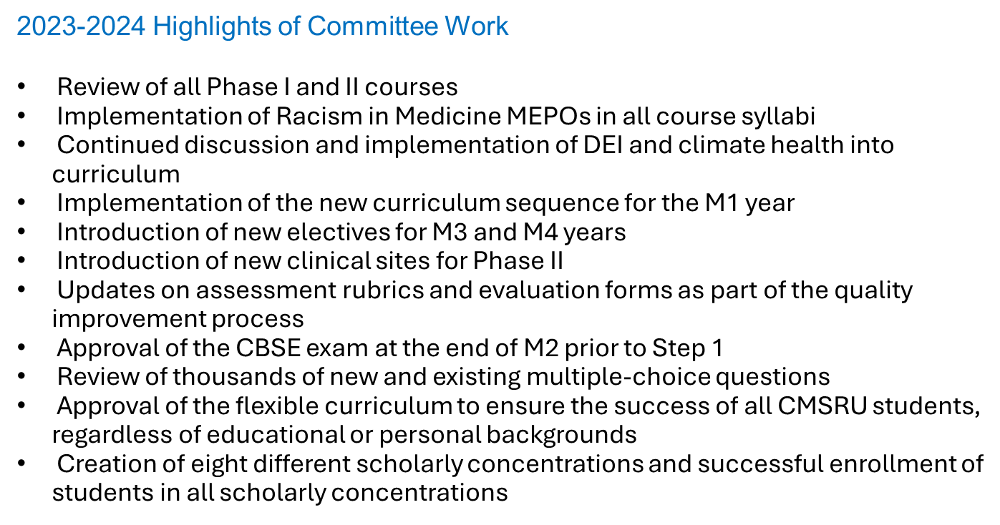 2023-2024 Highlights of Committee Work
• Review of all Phase I and II courses
• Implementation of Racism in Medicine MEPOs in all course syllabi
• Continued discussion and implementation of DEI and climate health into
curriculum
• Implementation of the new curriculum sequence for the M1 year
• Introduction of new electives for M3 and M4 years
• Introduction of new clinical sites for Phase II
• Updates on assessment rubrics and evaluation forms as part of the quality
improvement process
• Approval of the CBSE exam at the end of M2 prior to Step 1
• Review of thousands of new and existing multiple-choice questions
• Approval of the flexible curriculum to ensure the success of all CMSRU students,
regardless of educational or personal backgrounds
• Creation of eight different scholarly concentrations and successful enrollment of
students in all scholarly concentrations